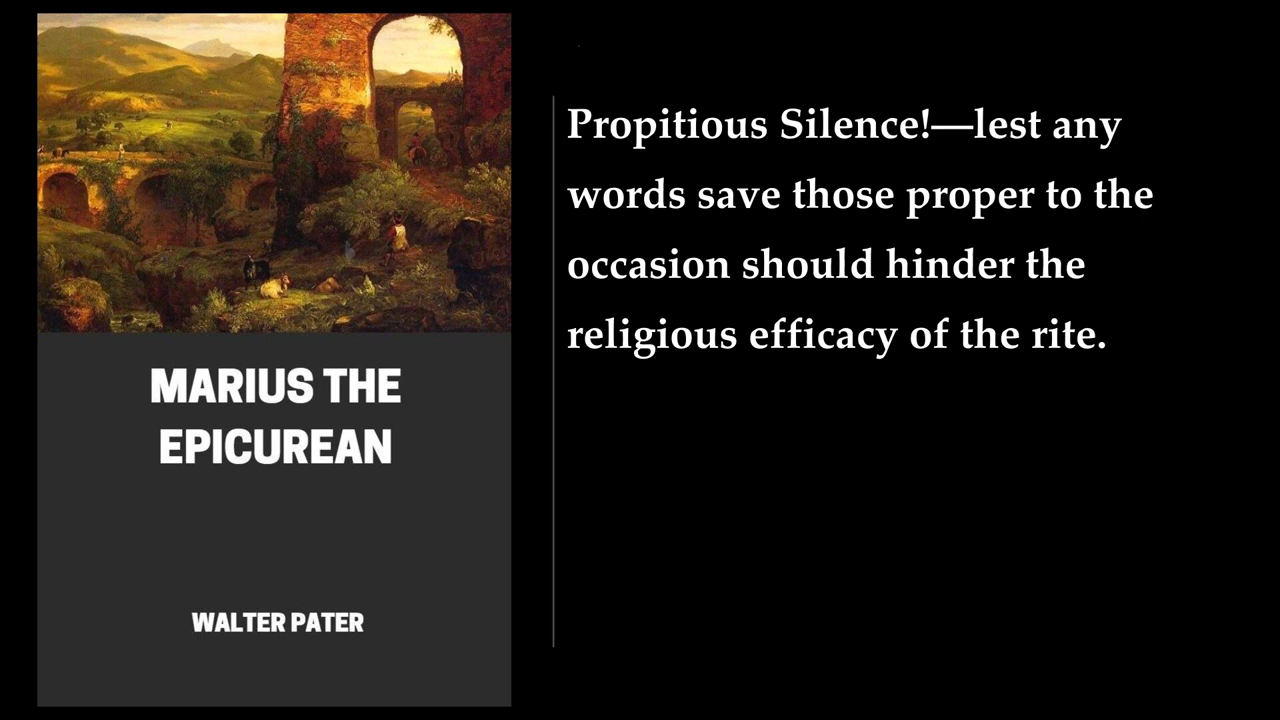 MARIUS THE
EPICUREAN
WALTER PATER
Propitious Silence!—lest any
words save those proper to the
occasion should hinder the
religious efficacy of the rite.